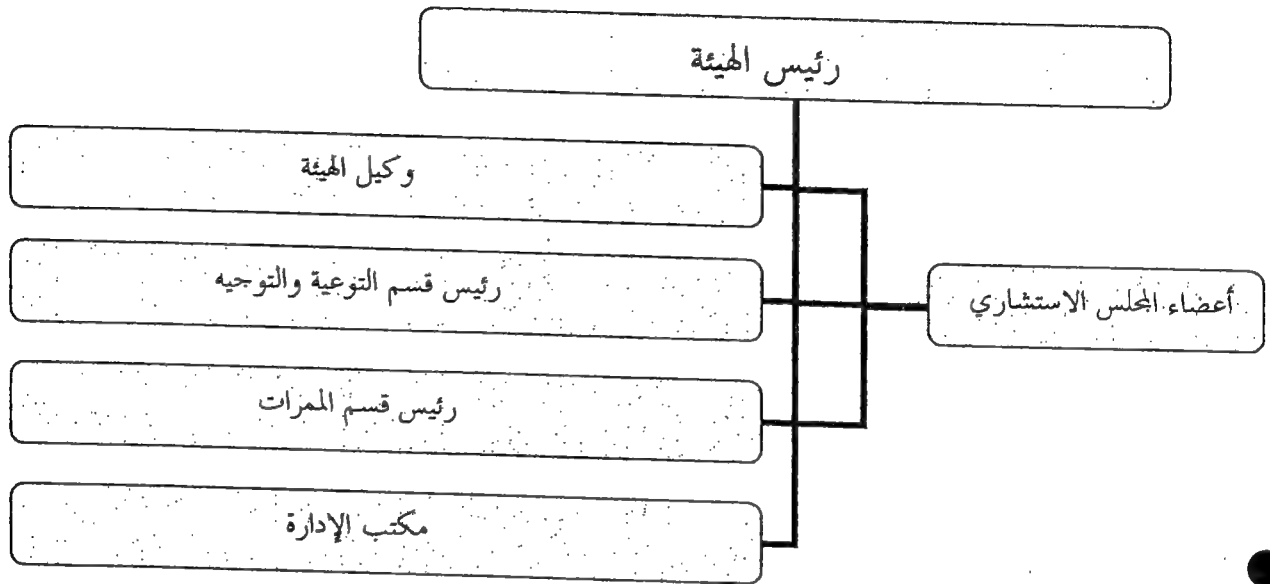 رئيس الهيئة
وكيل الهيئة
رئيس قسم التوعية والتوجيه
أعضاء المجلس الاستشاري
رئيس قسم الممرات
مكتب الإدارة